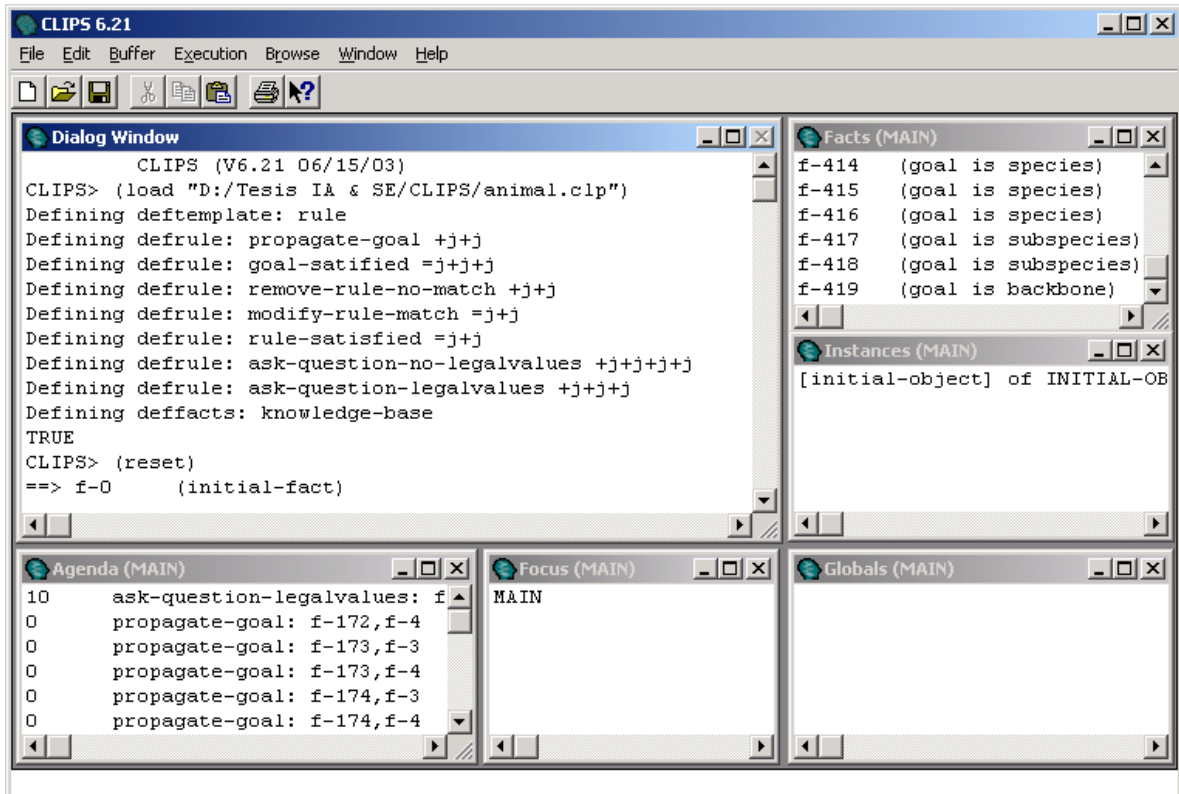 CLIPS 6.21
File Edit Buffer Execution Browse Window Help
Dialog Window
CLIPS (V6.21 06/15/03)
CLIPS> (load "D:/Tesis IA & SE/CLIPS/animal.clp")
Defining deftemplate: rule
Defining defrule: propagate-goal +j+j
Defining defrule: goal-satified =j+j+j
Defining defrule: remove-rule-no-match +j+j
Defining defrule: modify-rule-match =j+j
Defining defrule: rule-satisfied =j+j
Defining defrule: ask-question-no-legalvalues +j+j+j+j
Defining defrule: ask-question-legalvalues +j+j+j
Defining deffacts: knowledge-base
TRUE
CLIPS> (reset)
==> f-0 (initial-fact)
Facts (MAIN)
f-414 (goal is species)
f-415 (goal is species)
f-416 (goal is species)
f-417 (goal is subspecies)
f-418 (goal is subspecies)
f-419 (goal is backbone)
Instances (MAIN)
[initial-object] of INITIAL-OB
Agenda (MAIN)
10 ask-question-legalvalues: f
0 propagate-goal: f-172,f-4
0 propagate-goal: f-173,f-3
0 propagate-goal: f-173,f-4
0 propagate-goal: f-174,f-3
0 propagate-goal: f-174,f-4
Focus (MAIN)
MAIN
Globals (MAIN)